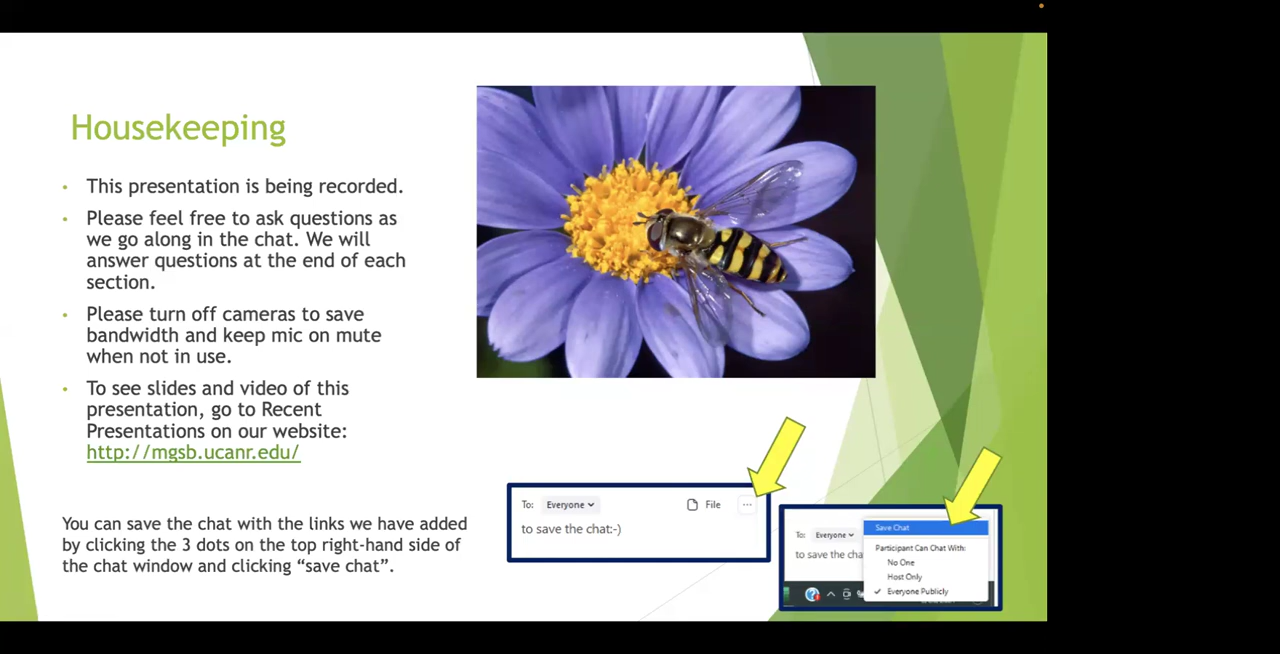 Housekeeping
• This presentation is being recorded.
• Please feel free to ask questions as
we go along in the chat. We will
answer questions at the end of each
section.
• Please turn off cameras to save
bandwidth and keep mic on mute
when not in use.
• To see slides and video of this
presentation, go to Recent
Presentations on our website:
http://mgsb.ucanr.edu/
You can save the chat with the links we have added
by clicking the 3 dots on the top right-hand side of
the chat window and clicking “save chat”.
To: Everyone File ...
to save the chat:-)
To: Everyone
to save the cha
Save Chat
Participant Can Chat With:
No One
Host Only
✓ Everyone Publicly